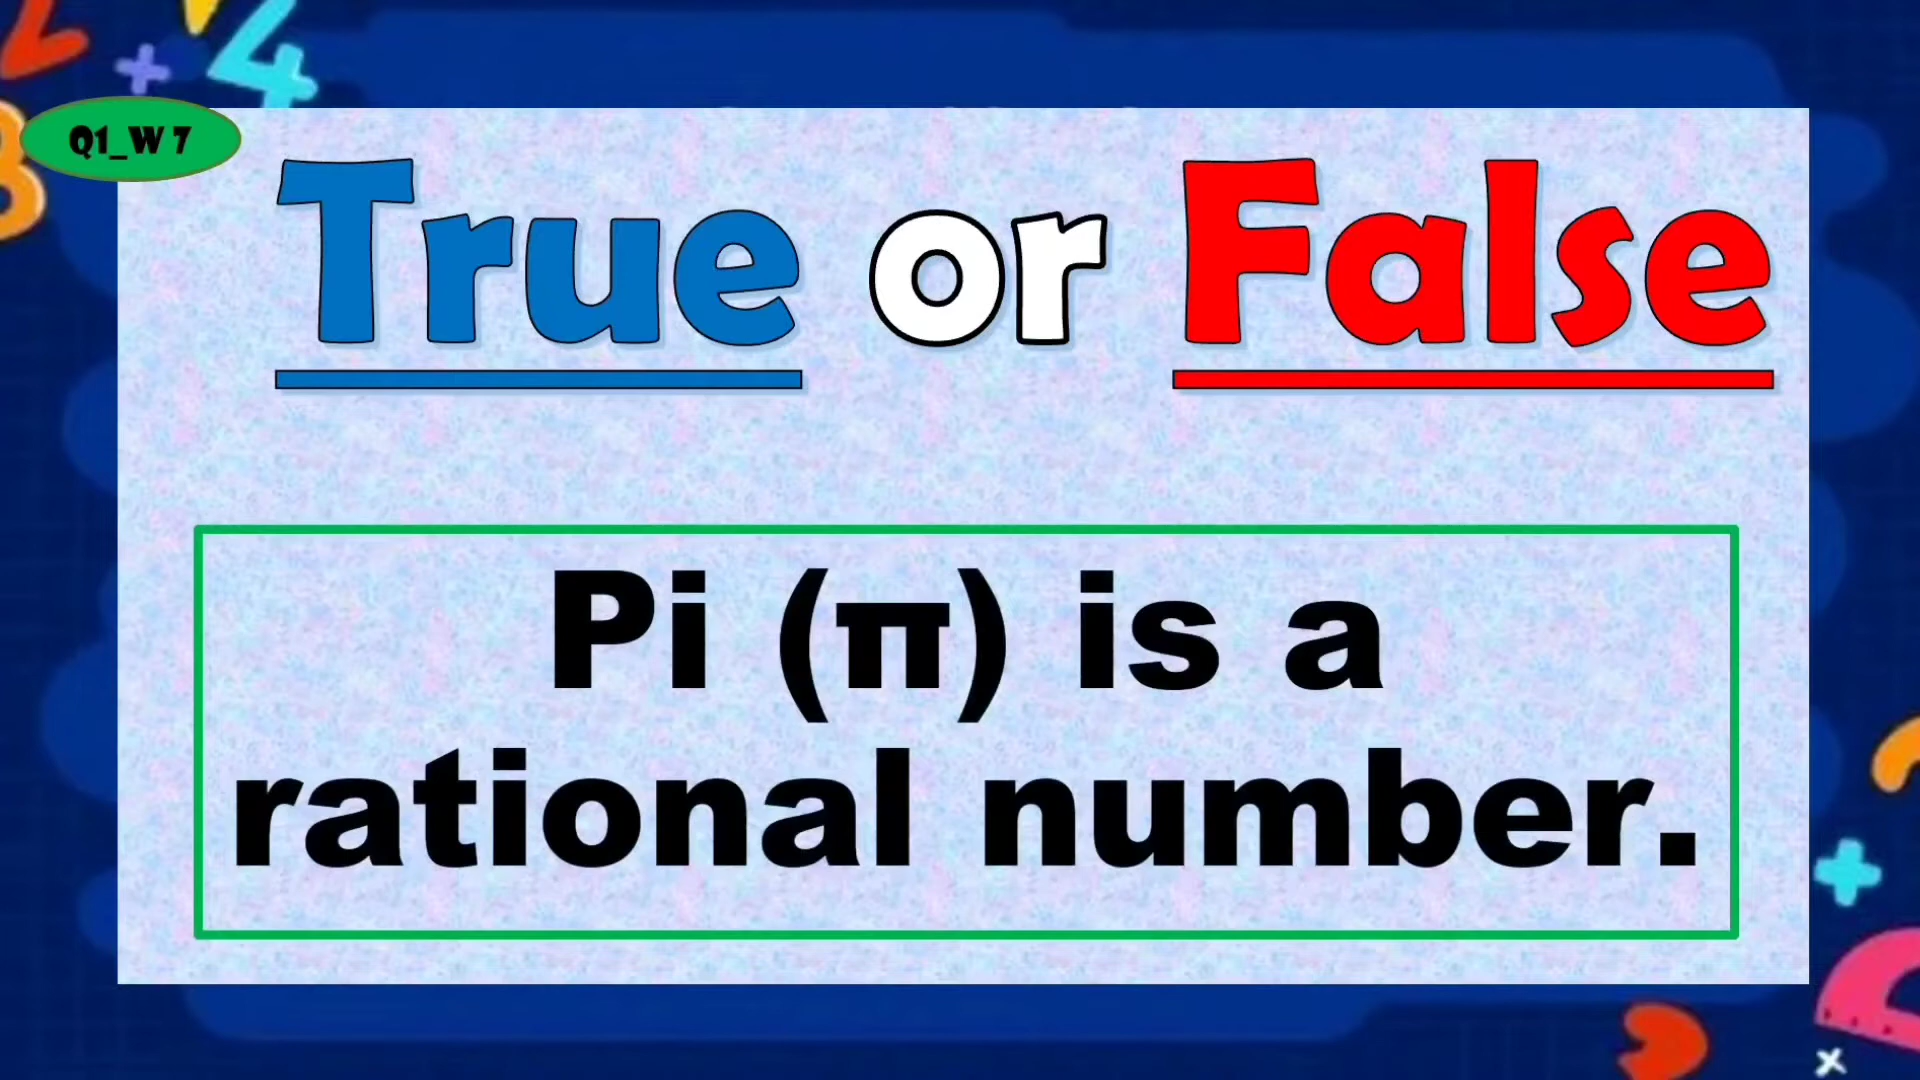 Q1_W 7
True or False
Pi (π) is a
rational number.